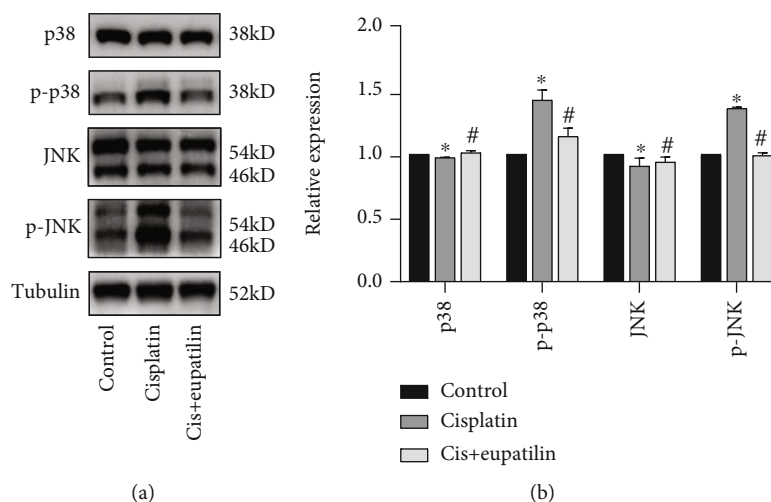 p38
38kD
p-p38
38kD
JNK
54kD
46kD
p-JNK
54kD
46kD
Tubulin
52kD
Control
Cisplatin
Cis+eupatilin
(a)
Relative expression
2.0
1.5
1.0
0.5
0.0
*
#
*
#
*
#
*
#
p38
p-p38
JNK
p-JNK
Control
Cisplatin
Cis+eupatilin
(b)